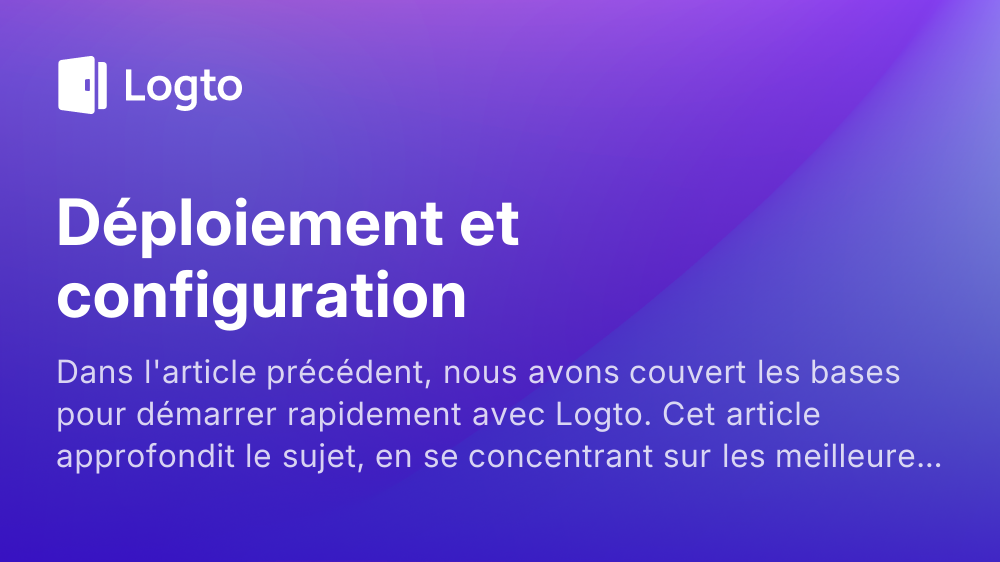 Logto
Déploiement et
configuration
Dans l'article précédent, nous avons couvert les bases
pour démarrer rapidement avec Logto. Cet article
approfondit le sujet, en se concentrant sur les meilleure...